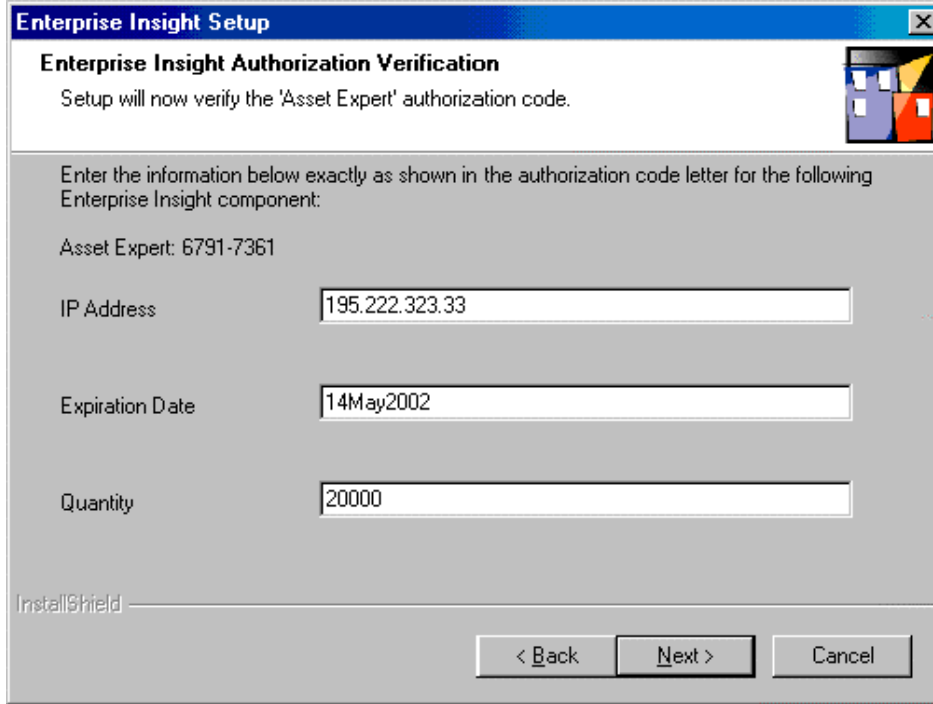 Enterprise Insight Setup
Enterprise Insight Authorization Verification
Setup will now verify the 'Asset Expert' authorization code.
Enter the information below exactly as shown in the authorization code letter for the following
Enterprise Insight component:
Asset Expert: 6791-7361
IP Address
195.222.323.33
Expiration Date
14May2002
Quantity
20000
InstallShield
< Back
Next >
Cancel